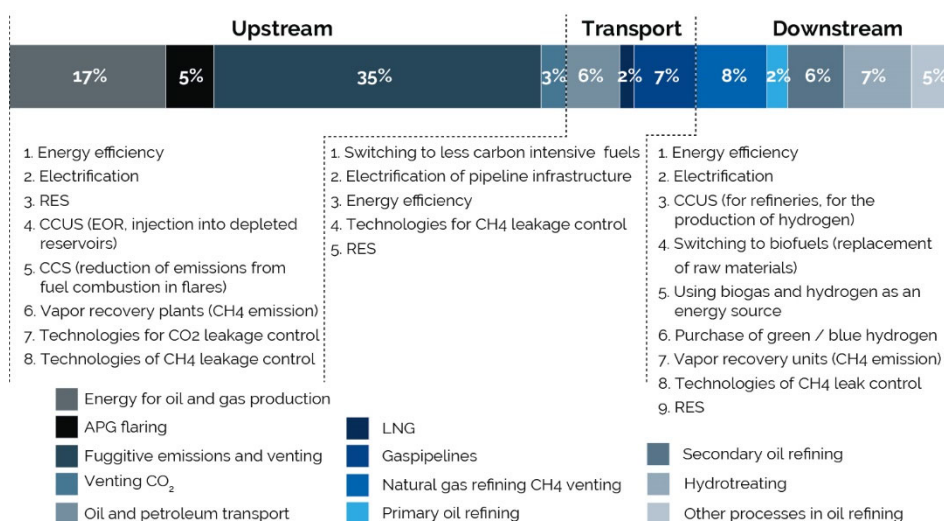 Upstream Transport Downstream
17% 5% 35% 3% 6% 2% 7% 8% 2% 6% 7% 5%
1. Energy efficiency
2. Electrification
3. RES
4. CCUS (EOR, injection into depleted
reservoirs)
5. CCS (reduction of emissions from
fuel combustion in flares)
6. Vapor recovery plants (CH4 emission)
7. Technologies for CO2 leakage control
8. Technologies of CH4 leakage control
1. Switching to less carbon intensive fuels
2. Electrification of pipeline infrastructure
3. Energy efficiency
4. Technologies for CH4 leakage control
5. RES
1. Energy efficiency
2. Electrification
3. CCUS (for refineries, for the
production of hydrogen)
4. Switching to biofuels (replacement
of raw materials)
5. Using biogas and hydrogen as an
energy source
6. Purchase of green / blue hydrogen
7. Vapor recovery units (CH4 emission)
8. Technologies of CH4 leak control
9. RES
Energy for oil and gas production
APG flaring
Fuggitive emissions and venting
Venting CO₂
Oil and petroleum transport
LNG
Gaspipelines
Natural gas refining CH4 venting
Primary oil refining
Secondary oil refining
Hydrotreating
Other processes in oil refining